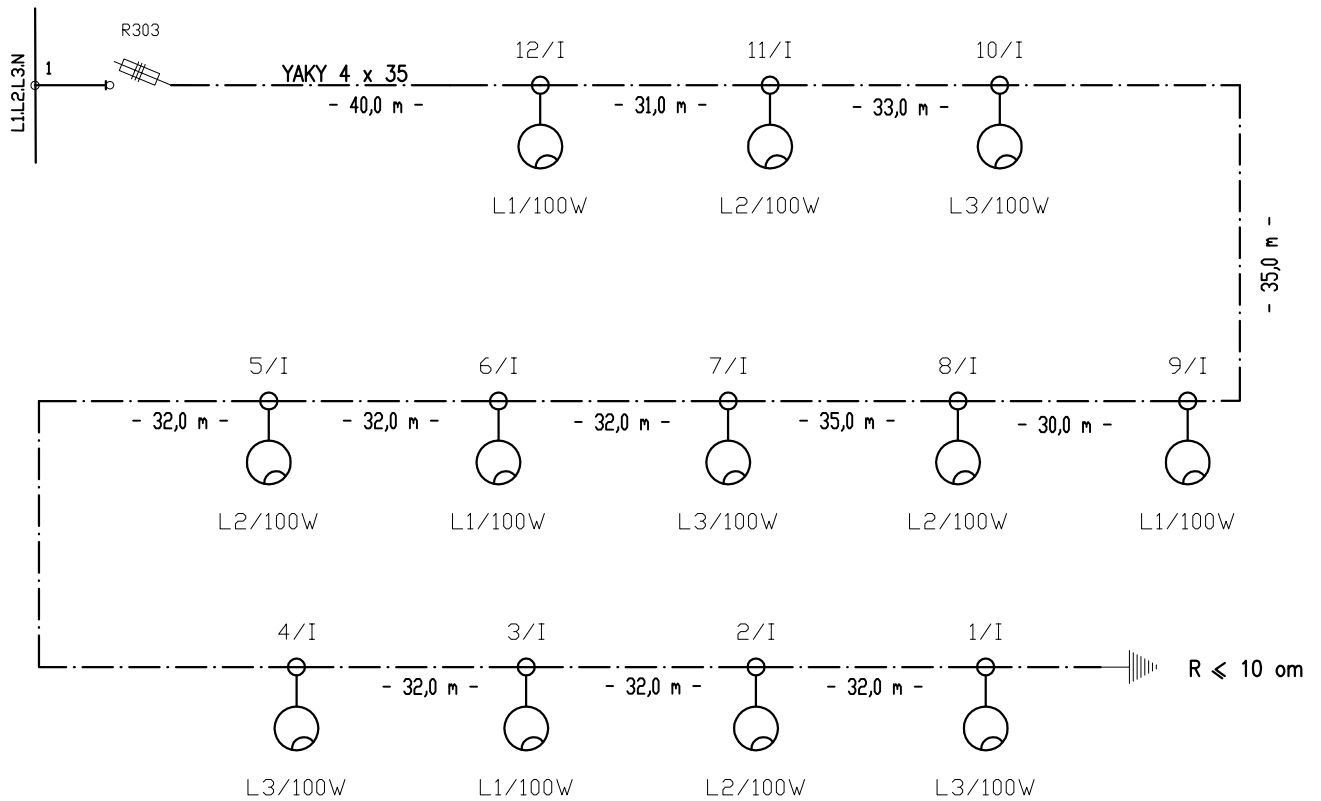 R303
L1.L2.L3.N
1
YAKY 4 x 35
- 40,0 m -
12/I
- 31,0 m -
11/I
- 33,0 m -
10/I
L1/100W
L2/100W
L3/100W
- 35,0 m -
5/I
6/I
7/I
8/I
9/I
- 32,0 m -
- 32,0 m -
- 32,0 m -
- 35,0 m -
- 30,0 m -
L2/100W
L1/100W
L3/100W
L2/100W
L1/100W
4/I
3/I
2/I
1/I
- 32,0 m -
- 32,0 m -
- 32,0 m -
R ⩽ 10 om
L3/100W
L1/100W
L2/100W
L3/100W